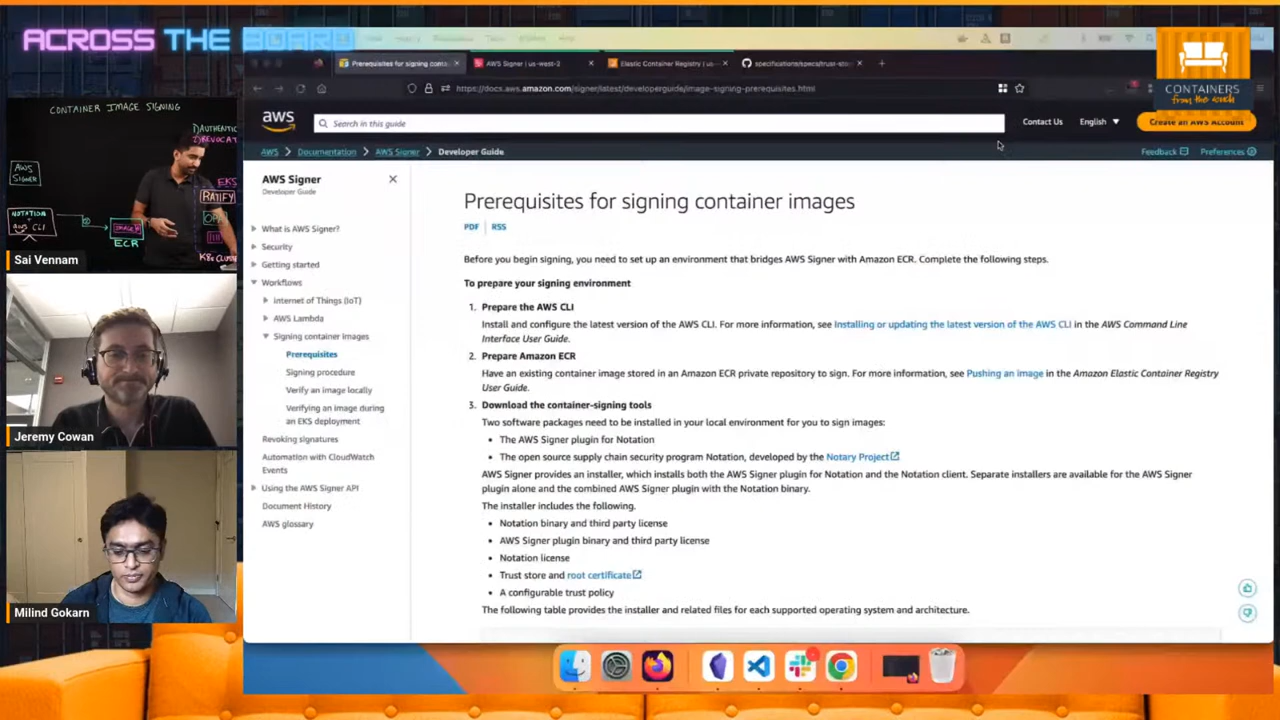 ACROSS THE BOARD
CONTAINERS
from the couch
CONTAINER IMAGE SIGNING
AWS
SIGNER
NOTATION
+
AWS CLI
IMAGE
ECR
EKS
RATIFY
Sai Vennam
Jeremy Cowan
Milind Gokarn
Prerequisites for signing conta
AWS Signer | us-west-2
Elastic Container Registry | us-
specifications/specs/trust-sto
https://docs.aws.amazon.com/signer/latest/developerguide/image-signing-prerequisites.html
aws
Search in this guide
Contact Us
English
Create an AWS Account
AWS > Documentation > AWS Signer > Developer Guide
Feedback
Preferences
AWS Signer
Developer Guide
What is AWS Signer?
Security
Getting started
Workflows
Internet of Things (IoT)
AWS Lambda
Signing container images
Prerequisites
Signing procedure
Verify an image locally
Verifying an image during
an EKS deployment
Revoking signatures
Automation with CloudWatch
Events
Using the AWS Signer API
Document History
AWS glossary
Prerequisites for signing container images
PDF | RSS
Before you begin signing, you need to set up an environment that bridges AWS Signer with Amazon ECR. Complete the following steps.
To prepare your signing environment
1. Prepare the AWS CLI
Install and configure the latest version of the AWS CLI. For more information, see Installing or updating the latest version of the AWS CLI in the AWS Command Line
Interface User Guide.
2. Prepare Amazon ECR
Have an existing container image stored in an Amazon ECR private repository to sign. For more information, see Pushing an image in the Amazon Elastic Container Registry
User Guide.
3. Download the container-signing tools
Two software packages need to be installed in your local environment for you to sign images:
• The AWS Signer plugin for Notation
• The open source supply chain security program Notation, developed by the Notary Project
AWS Signer provides an installer, which installs both the AWS Signer plugin for Notation and the Notation client. Separate installers are available for the AWS Signer
plugin alone and the combined AWS Signer plugin with the Notation binary.
The installer includes the following.
• Notation binary and third party license
• AWS Signer plugin binary and third party license
• Notation license
• Trust store and root certificate
• A configurable trust policy
The following table provides the installer and related files for each supported operating system and architecture.